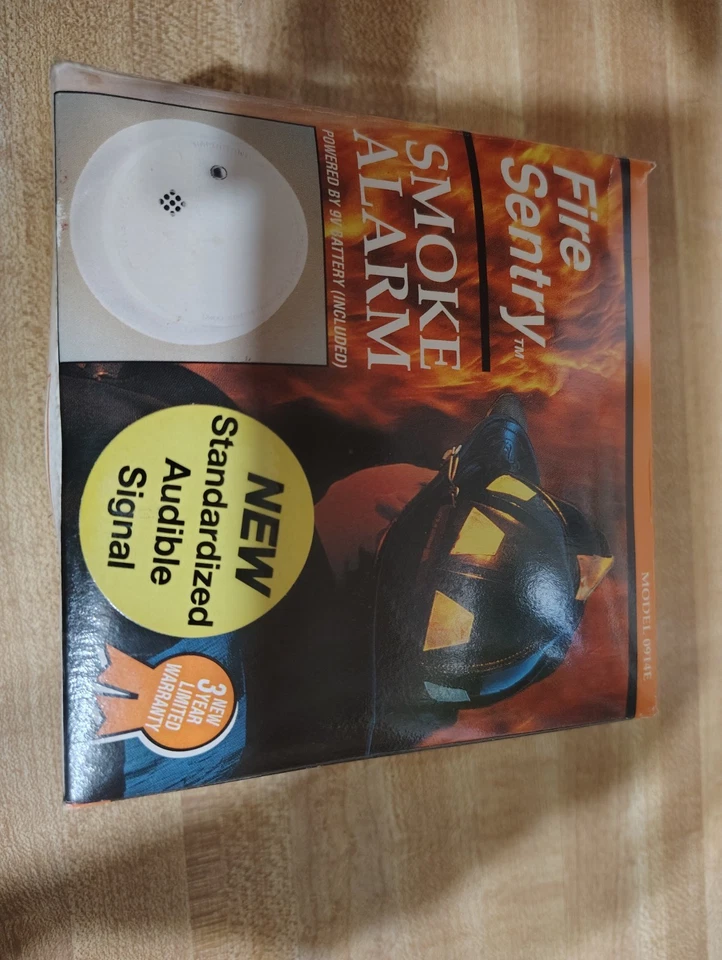 MODEL 0914E
Fire
Sentry™
SMOKE
ALARM
POWERED BY 9V BATTERY (INCLUDED)
NEW
Standardized
Audible
Signal
NEW
3 YEAR
LIMITED
WARRANTY